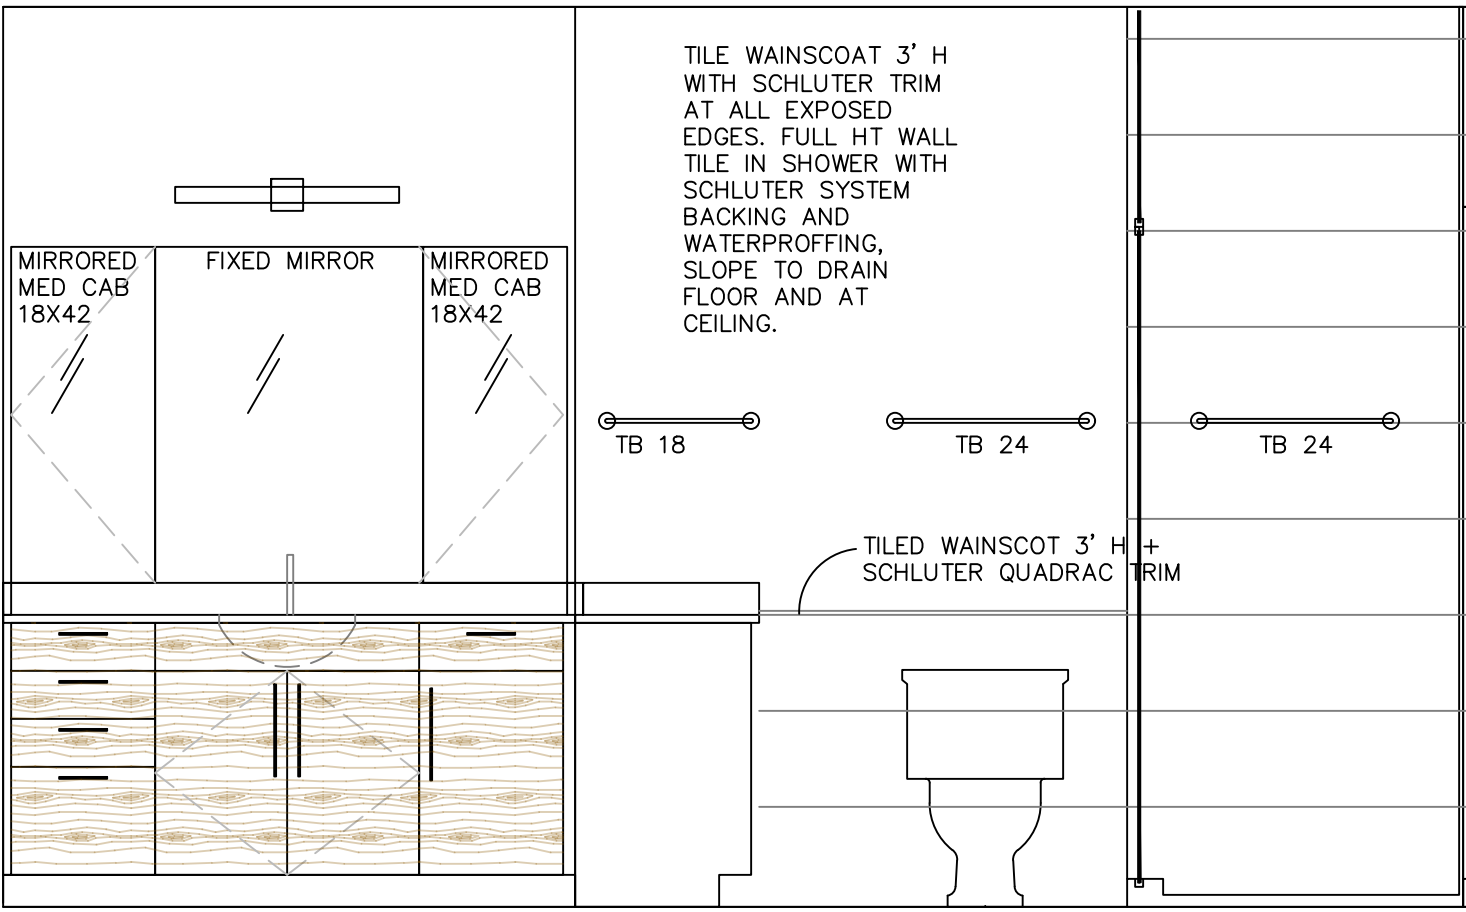 TILE WAINSCOAT 3' H
WITH SCHLUTER TRIM
AT ALL EXPOSED
EDGES. FULL HT WALL
TILE IN SHOWER WITH
SCHLUTER SYSTEM
BACKING AND
WATERPROFFING,
SLOPE TO DRAIN
FLOOR AND AT
CEILING.
MIRRORED
MED CAB
18X42
FIXED MIRROR
MIRRORED
MED CAB
18X42
TB 18
TB 24
TB 24
TILED WAINSCOT 3' H +
SCHLUTER QUADRAC TRIM